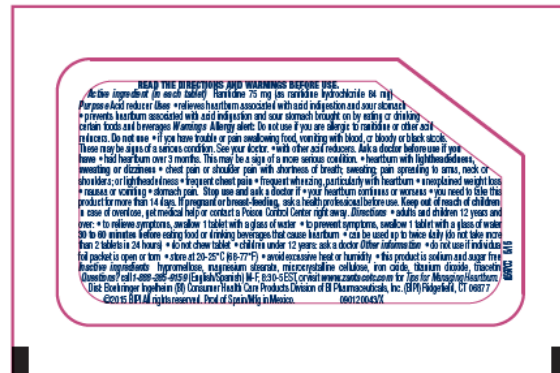 READ THE DIRECTIONS AND WARNINGS BEFORE USE.
Active ingredient (in each tablet) Ranitidine 75 mg (as ranitidine hydrochloride 84 mg)
Purpose Acid reducer Uses • relieves heartburn associated with acid indigestion and sour stomach
• prevents heartburn associated with acid indigestion and sour stomach brought on by eating or drinking
certain foods and beverages Warnings Allergy alert: Do not use if you are allergic to ranitidine or other acid
reducers. Do not use • if you have trouble or pain swallowing food, vomiting with blood, or bloody or black stools.
These may be signs of a serious condition. See your doctor. • with other acid reducers. Ask a doctor before use if you
have • had heartburn over 3 months. This may be a sign of a more serious condition. • heartburn with lightheadedness,
sweating or dizziness • chest pain or shoulder pain with shortness of breath; sweating; pain spreading to arms, neck or
shoulders; or lightheadedness • frequent chest pain • frequent wheezing, particularly with heartburn • unexplained weight loss
• nausea or vomiting • stomach pain. Stop use and ask a doctor if • your heartburn continues or worsens • you need to take this
product for more than 14 days. If pregnant or breast-feeding, ask a health professional before use. Keep out of reach of children
In case of overdose, get medical help or contact a Poison Control Center right away. Directions • adults and children 12 years and
over: • to relieve symptoms, swallow 1 tablet with a glass of water • to prevent symptoms, swallow 1 tablet with a glass of water
30 to 60 minutes before eating food or drinking beverages that cause heartburn • can be used up to twice daily (do not take more
than 2 tablets in 24 hours) • do not chew tablet • children under 12 years: ask a doctor Other information • do not use if individual
foil packet is open or torn • store at 20-25°C (68-77°F) • avoid excessive heat or humidity • this product is sodium and sugar free
Inactive ingredients hypromellose, magnesium stearate, microcrystalline cellulose, iron oxide, titanium dioxide, triacetin
Questions? call 1-888-285-9159 (English/Spanish) M-F, 8:30-5 EST, or visit www.zantacotc.com for Tips for Managing Heartburn.
Dist: Boehringer Ingelheim (BI) Consumer Health Care Products Division of BI Pharmaceuticals, Inc. (BIPI) Ridgefield, CT 06877
©2015 BIPI All rights reserved. Prod of Spain/Mfg in Mexico. 090120043/X